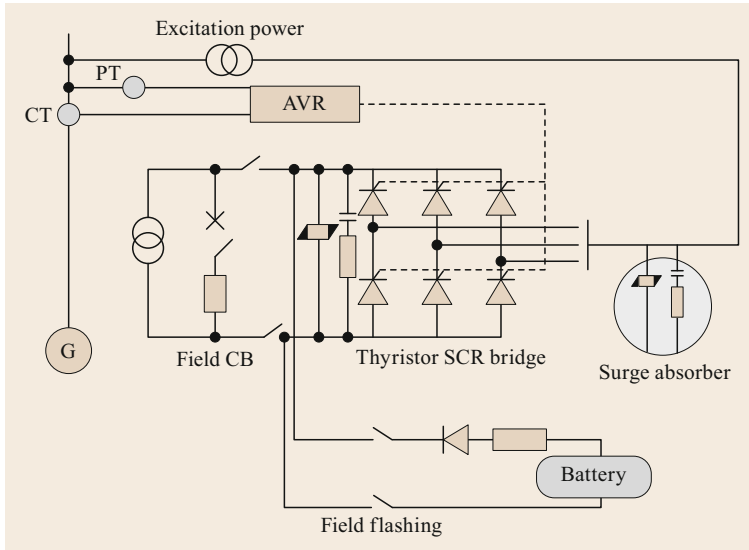 Excitation power
PT
AVR
CT
G
Field CB
Thyristor SCR bridge
Surge absorber
Battery
Field flashing